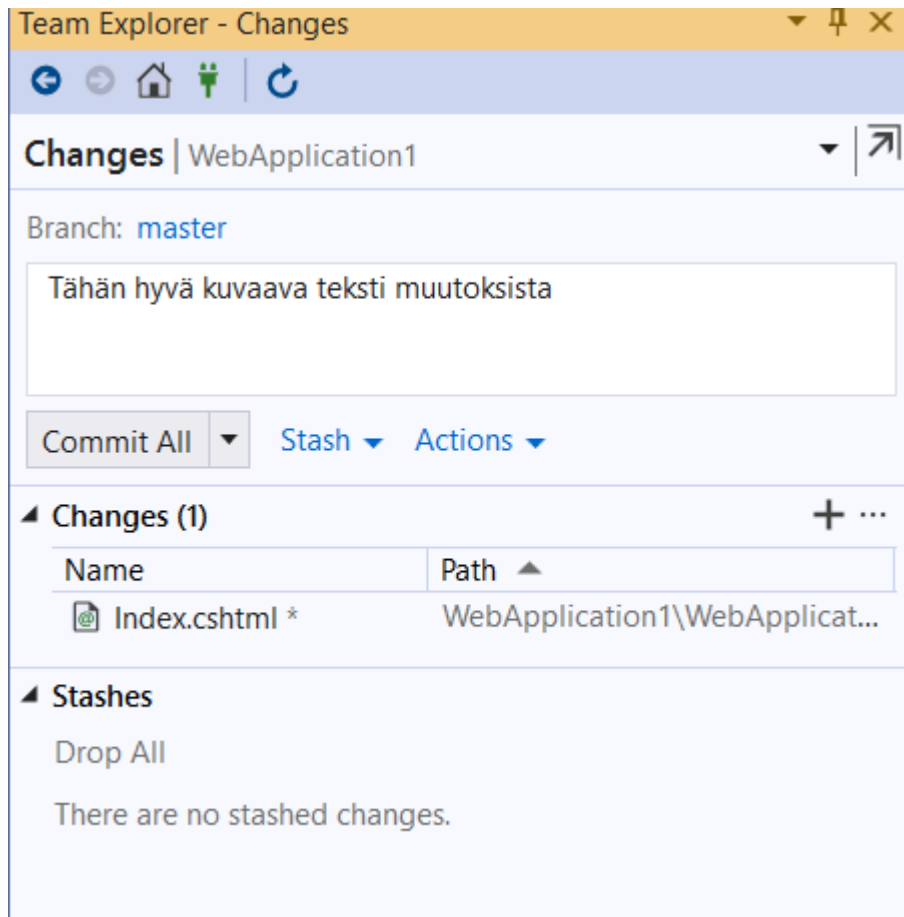 Team Explorer - Changes
Changes | WebApplication1
Branch: master
Tähän hyvä kuvaava teksti muutoksista
Commit All Stash Actions
Changes (1)
Name Path
Index.cshtml * WebApplication1\WebApplicat...
Stashes
Drop All
There are no stashed changes.